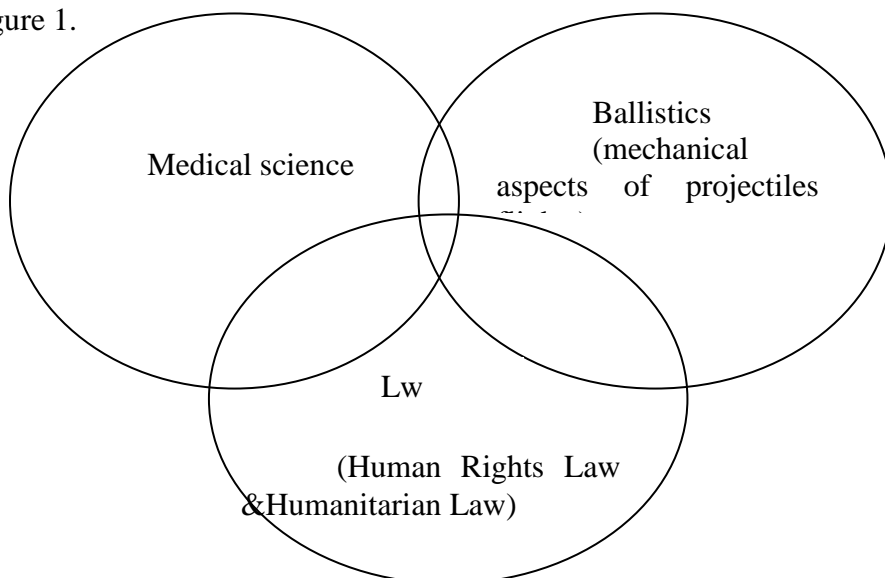 gure 1.
Medical science
Ballistics
(mechanical
aspects of projectiles
Lw
(Human Rights Law
&Humanitarian Law)